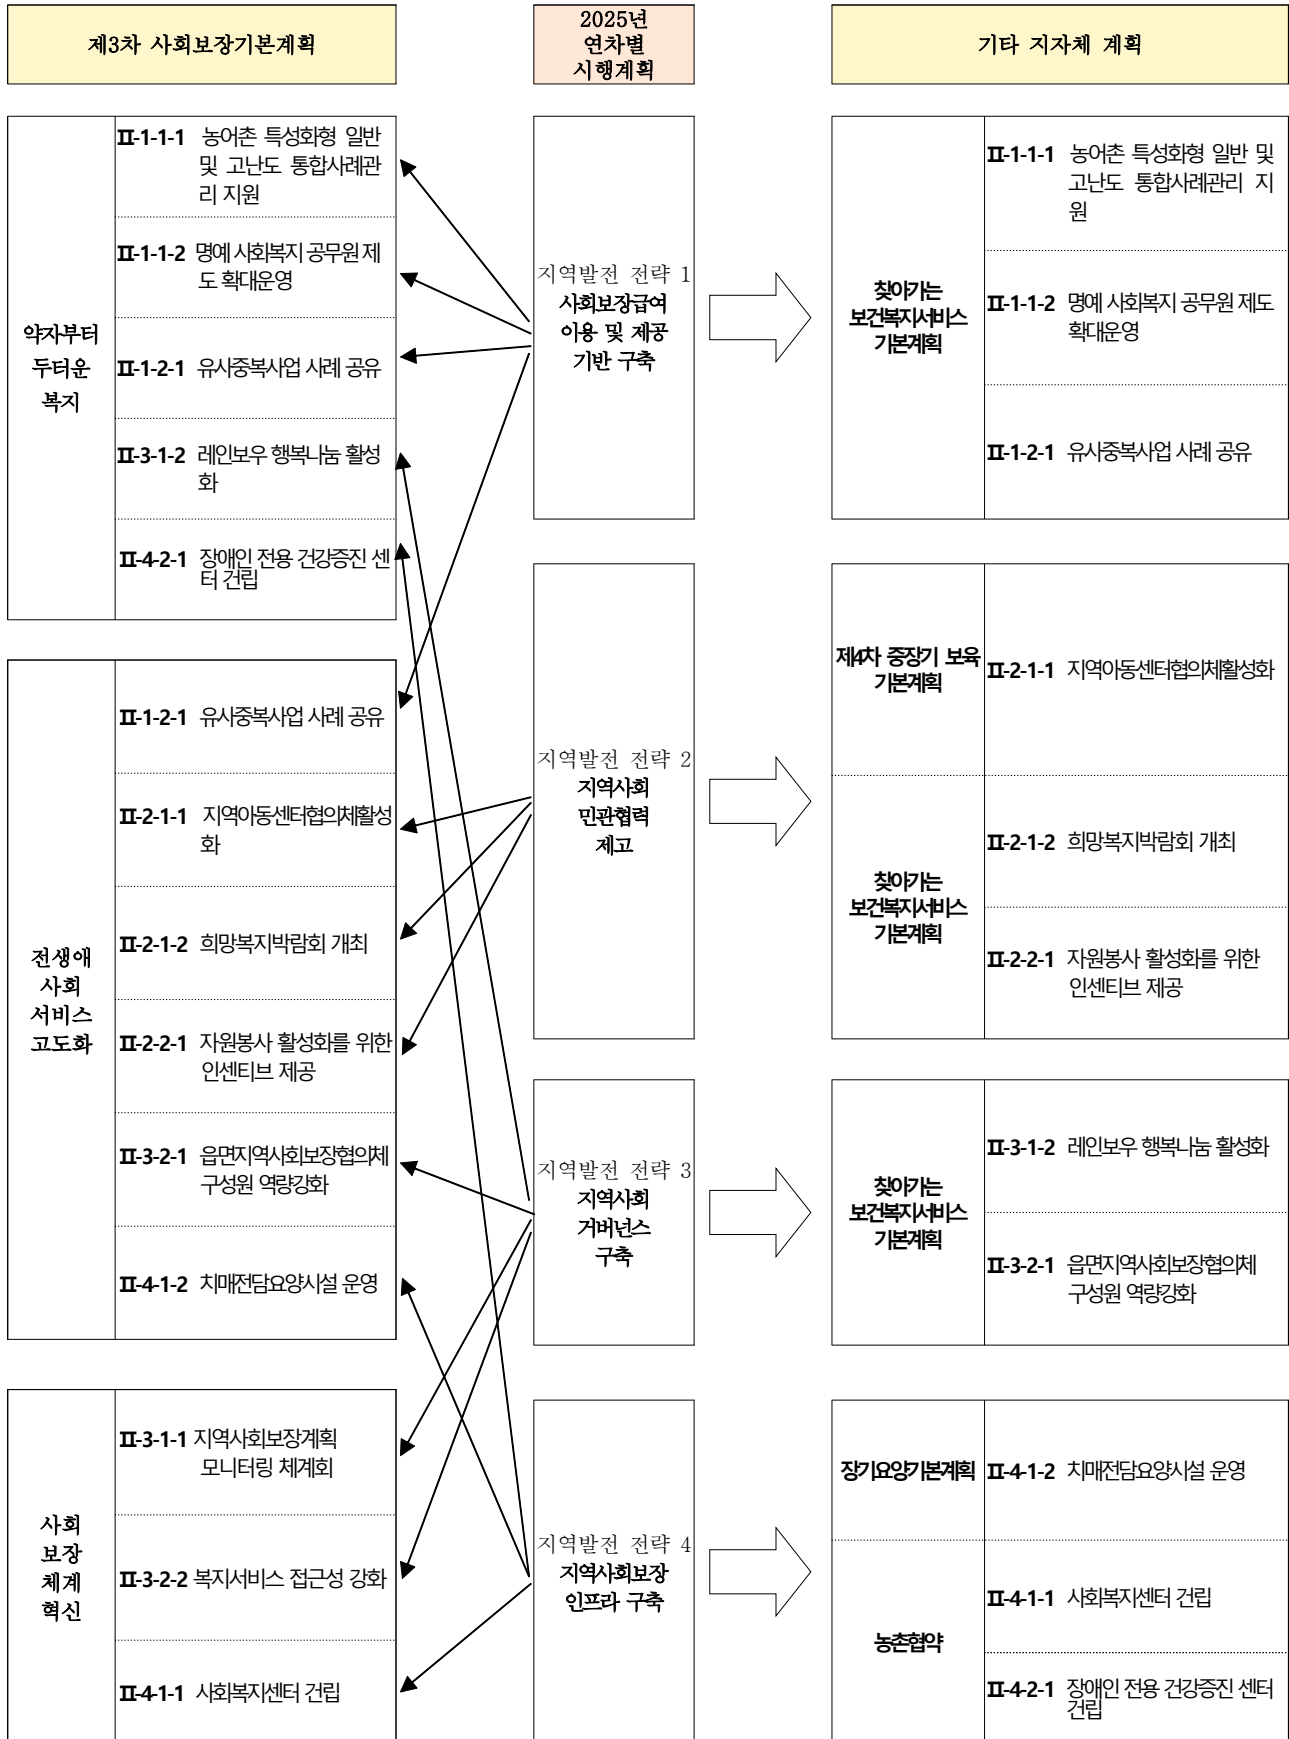 제3차 사회보장기본계획
2025년
연차별
시행계획
기타 지자체 계획
약자부터
두터운
복지
II-1-1-1 농어촌 특성화형 일반
및 고난도 통합사례관
리 지원
II-1-1-2 명예 사회복지 공무원 제
도 확대운영
II-1-2-1 유사중복사업 사례 공유
II-3-1-2 레인보우 행복나눔 활성
화
II-4-2-1 장애인 전용 건강증진 센
터 건립
전생애
사회
서비스
고도화
II-1-2-1 유사중복사업 사례 공유
II-2-1-1 지역아동센터협의체활성
화
II-2-1-2 희망복지박람회 개최
II-2-2-1 자원봉사 활성화를 위한
인센티브 제공
II-3-2-1 읍면지역사회보장협의체
구성원 역량강화
II-4-1-2 치매전담요양시설 운영
사회
보장
체계
혁신
II-3-1-1 지역사회보장계획
모니터링 체계회
II-3-2-2 복지서비스 접근성 강화
II-4-1-1 사회복지센터 건립
지역발전 전략 1
사회보장급여
이용 및 제공
기반 구축
지역발전 전략 2
지역사회
민관협력
제고
지역발전 전략 3
지역사회
거버넌스
구축
지역발전 전략 4
지역사회보장
인프라 구축
찾아가는
보건복지서비스
기본계획
II-1-1-1 농어촌 특성화형 일반 및
고난도 통합사례관리 지
원
II-1-1-2 명예 사회복지 공무원 제도
확대운영
II-1-2-1 유사중복사업 사례 공유
제4차 중장기 보육
기본계획
II-2-1-1 지역아동센터협의체활성화
찾아가는
보건복지서비스
기본계획
II-2-1-2 희망복지박람회 개최
II-2-2-1 자원봉사 활성화를 위한
인센티브 제공
찾아가는
보건복지서비스
기본계획
II-3-1-2 레인보우 행복나눔 활성화
II-3-2-1 읍면지역사회보장협의체
구성원 역량강화
장기요양기본계획
II-4-1-2 치매전담요양시설 운영
농촌협약
II-4-1-1 사회복지센터 건립
II-4-2-1 장애인 전용 건강증진 센터
건립